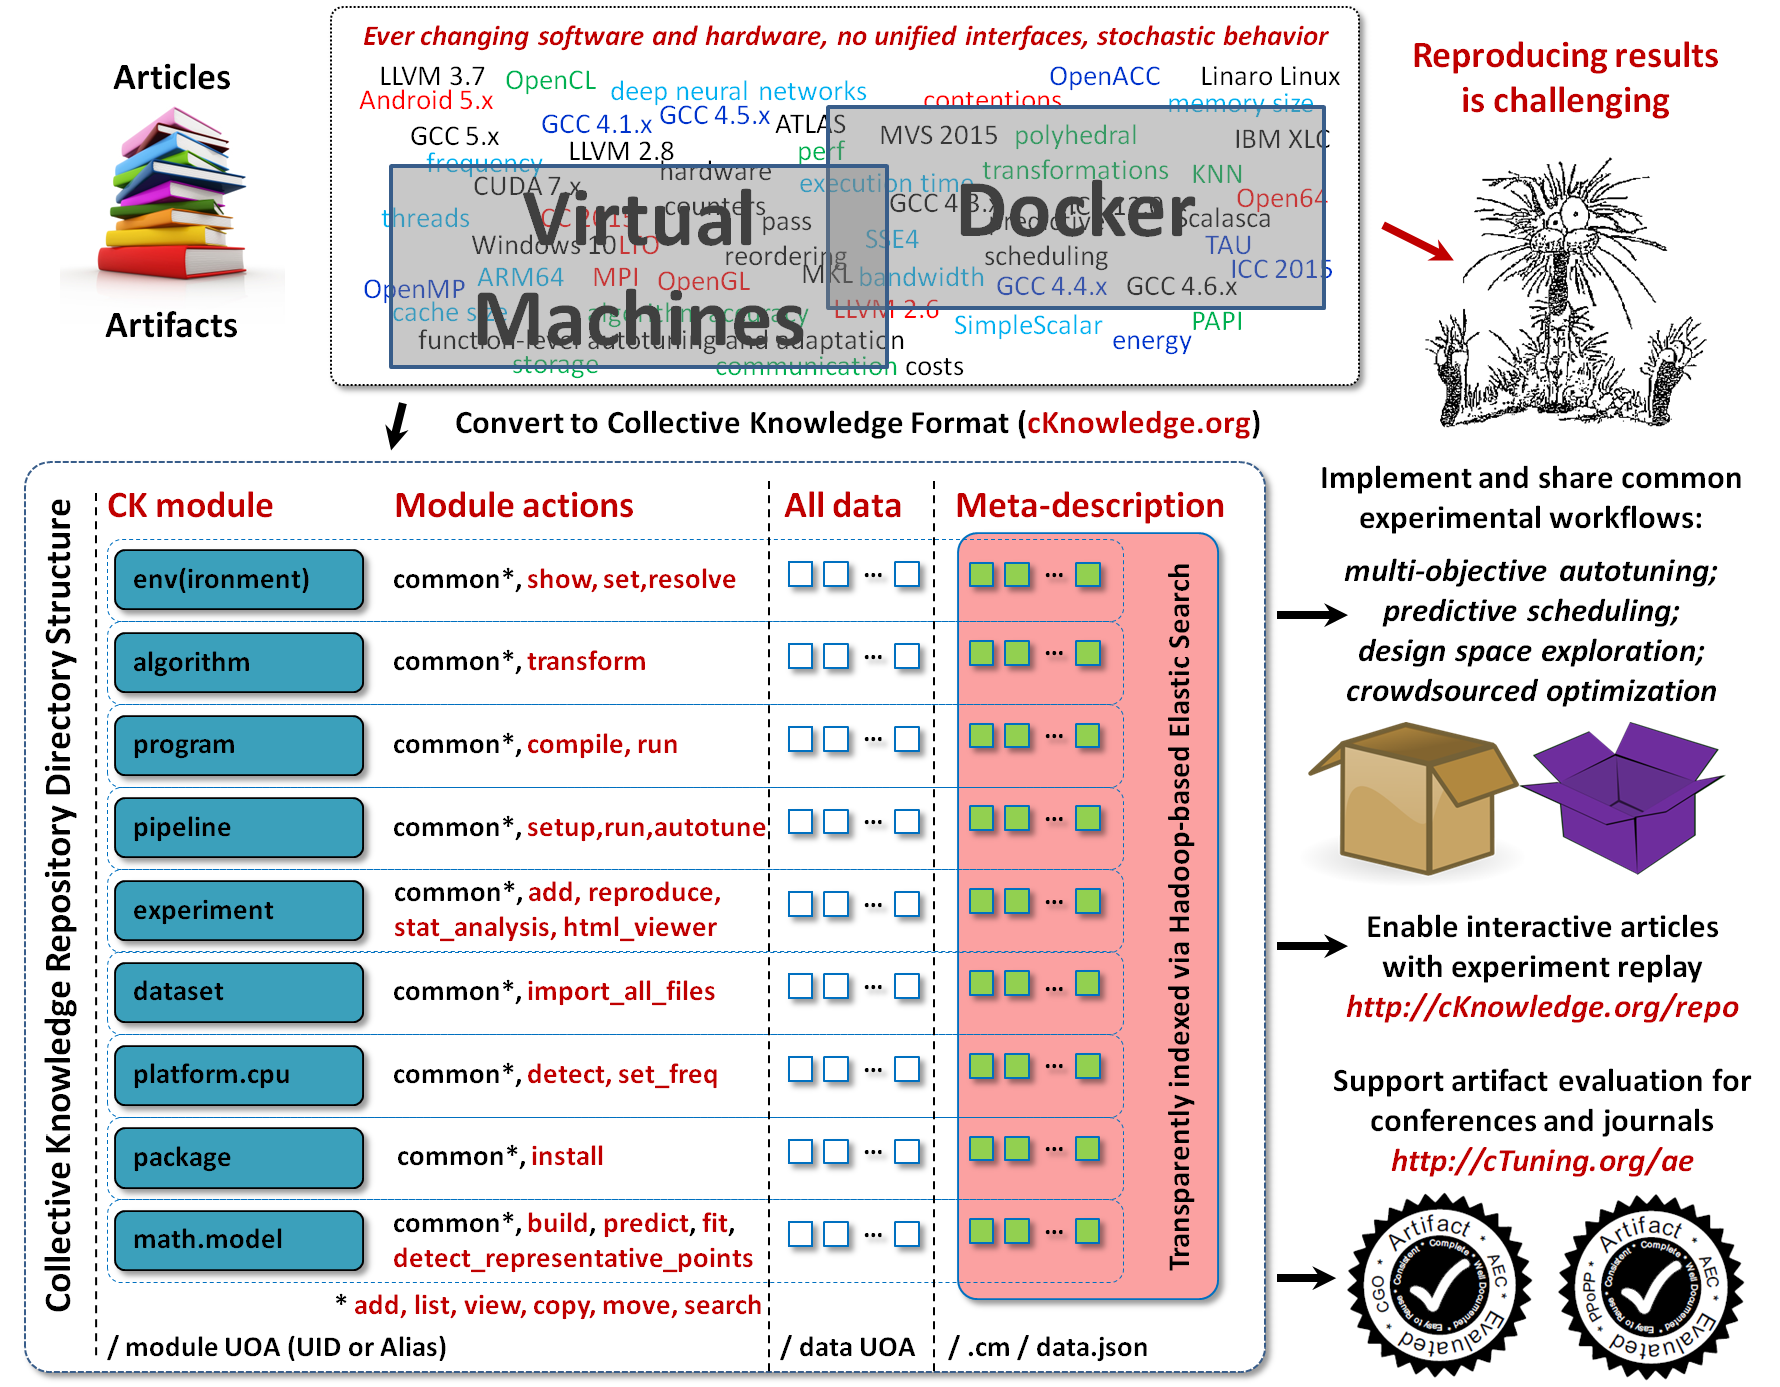 Articles
Artifacts
Ever changing software and hardware, no unified interfaces, stochastic behavior
LLVM 3.7
OpenCL
deep neural networks
OpenACC
Linaro Linux
Android 5.x
contentions
memory size
GCC 5.x
GCC 4.1.x
GCC 4.5.x
ATLAS
MVS 2015
polyhedral
IBM XLC
frequency
LLVM 2.8
perf
hardware
transformations
KNN
CUDA 7.x
execution time
Open64
threads
counters
pass
GCC 4.3.x
Scalasca
Virtual
Docker
Windows 10
LTO
reordering
SSE4
scheduling
TAU
ARM64
MPI
OpenGL
MKL
bandwidth
ICC 2015
OpenMP
GCC 4.4.x
GCC 4.6.x
cache size
Machines
algorithm accuracy
LLVM 2.6
SimpleScalar
PAPI
function-level autotuning and adaptation
energy
storage
communication costs
Reproducing results
is challenging
Convert to Collective Knowledge Format (cKnowledge.org)
Collective Knowledge Repository Directory Structure
CK module
Module actions
All data
Meta-description
env(ironment)
common*, show, set,resolve
...
...
algorithm
common*, transform
...
...
program
common*, compile, run
...
...
pipeline
common*, setup,run,autotune
...
...
experiment
common*, add, reproduce,
stat_analysis, html_viewer
...
...
dataset
common*, import_all_files
...
...
platform.cpu
common*, detect, set_freq
...
...
package
common*, install
...
...
math.model
common*, build, predict, fit,
detect_representative_points
...
...
* add, list, view, copy, move, search
/ module UOA (UID or Alias)
/ data UOA
/ .cm / data.json
Transparently indexed via Hadoop-based Elastic Search
Implement and share common
experimental workflows:
multi-objective autotuning;
predictive scheduling;
design space exploration;
crowdsourced optimization
Enable interactive articles
with experiment replay
http://cKnowledge.org/repo
Support artifact evaluation for
conferences and journals
http://cTuning.org/ae
Artifact * AEC * Evaluated * CGO *
Consistent * Complete * Well Documented * Easy to Reuse *
Artifact * AEC * Evaluated * PPoPP *
Consistent * Complete * Well Documented * Easy to Reuse *